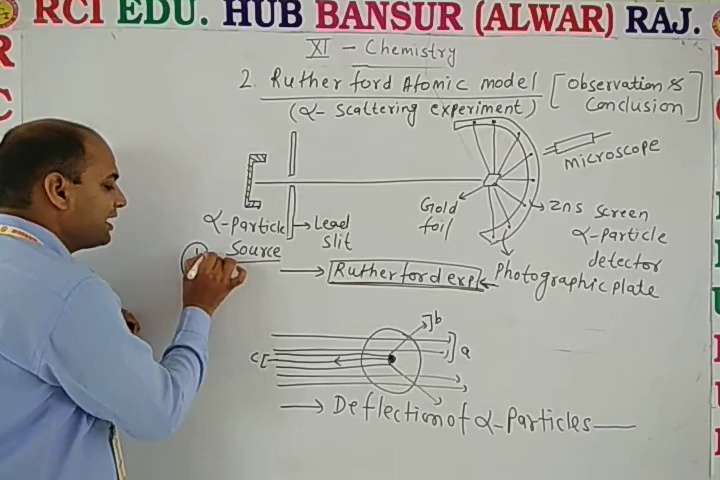 RCI EDU. HUB BANSUR (ALWAR) RAJ.
XI - Chemistry
2. Rutherford Atomic model [Observation & Conclusion]
(α- scattering experiment)
microscope
Gold foil
α-Particle Source
Lead slit
ZnS screen
α-particle detector
Photographic plate
Rutherford exp
b
a
c
Deflection of α-Particles